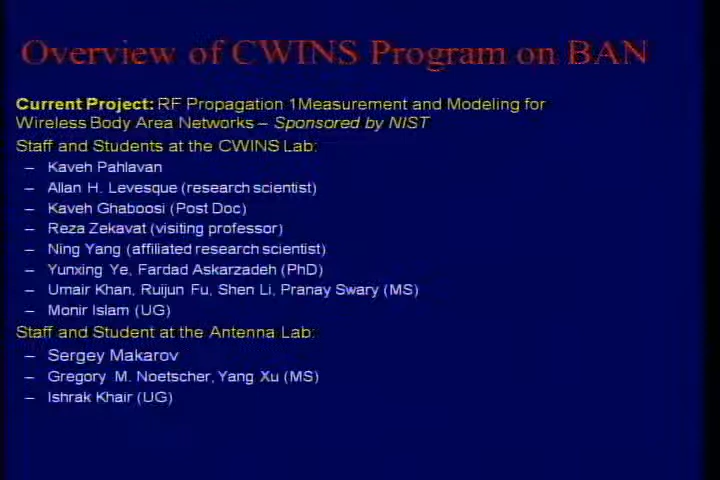 Overview of CWINS Program on BAN
Current Project: RF Propagation 1Measurement and Modeling for
Wireless Body Area Networks – Sponsored by NIST
Staff and Students at the CWINS Lab:
– Kaveh Pahlavan
– Allan H. Levesque (research scientist)
– Kaveh Ghaboosi (Post Doc)
– Reza Zekavat (visiting professor)
– Ning Yang (affiliated research scientist)
– Yunxing Ye, Fardad Askarzadeh (PhD)
– Umair Khan, Ruijun Fu, Shen Li, Pranay Swary (MS)
– Monir Islam (UG)
Staff and Student at the Antenna Lab:
– Sergey Makarov
– Gregory M. Noetscher, Yang Xu (MS)
– Ishrak Khair (UG)